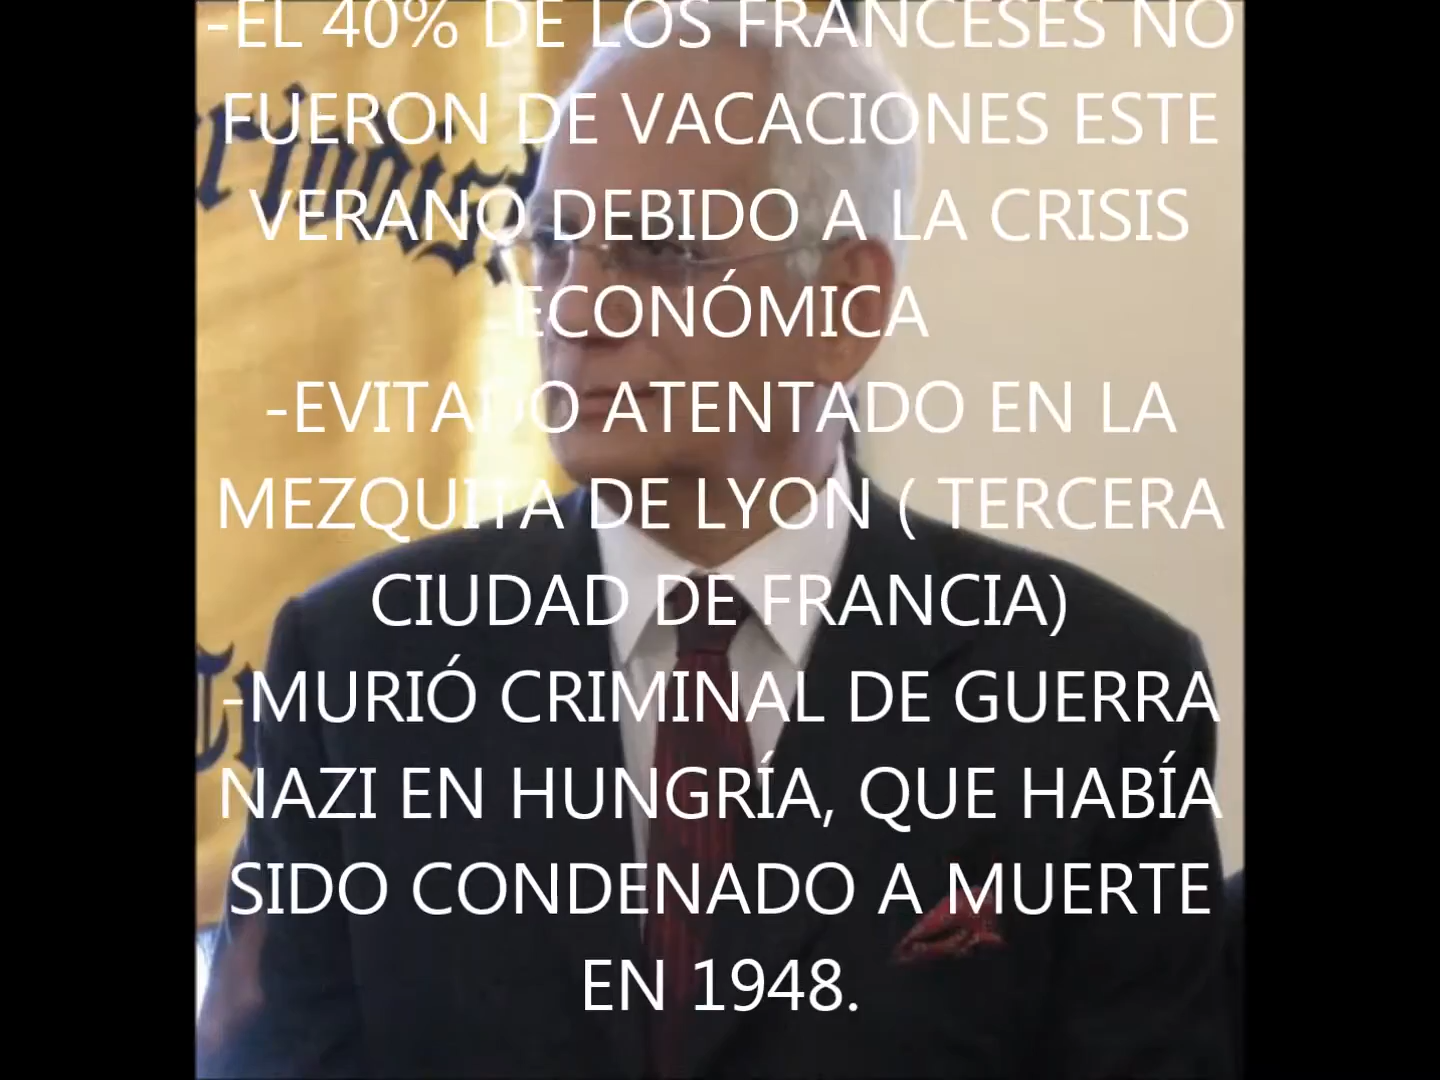 -EL 40% DE LOS FRANCESES NO
FUERON DE VACACIONES ESTE
VERANO DEBIDO A LA CRISIS
ECONÓMICA
-EVITADO ATENTADO EN LA
MEZQUITA DE LYON ( TERCERA
CIUDAD DE FRANCIA)
-MURIÓ CRIMINAL DE GUERRA
NAZI EN HUNGRÍA, QUE HABÍA
SIDO CONDENADO A MUERTE
EN 1948.